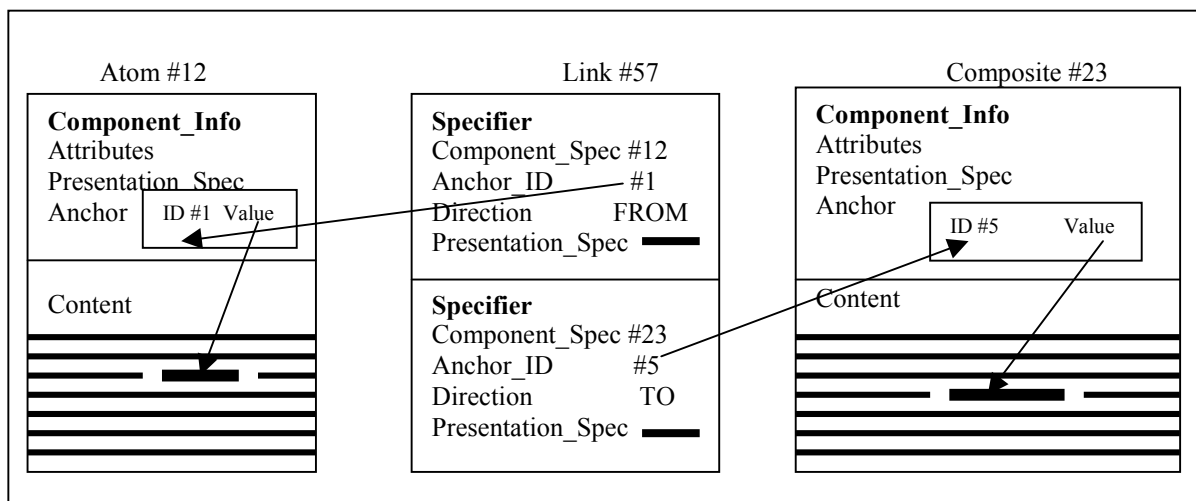 Atom #12
Component_Info
Attributes
Presentation_Spec
Anchor
ID #1 Value
Content
Link #57
Specifier
Component_Spec #12
Anchor_ID #1
Direction FROM
Presentation_Spec
Specifier
Component_Spec #23
Anchor_ID #5
Direction TO
Presentation_Spec
Composite #23
Component_Info
Attributes
Presentation_Spec
Anchor
ID #5 Value
Content